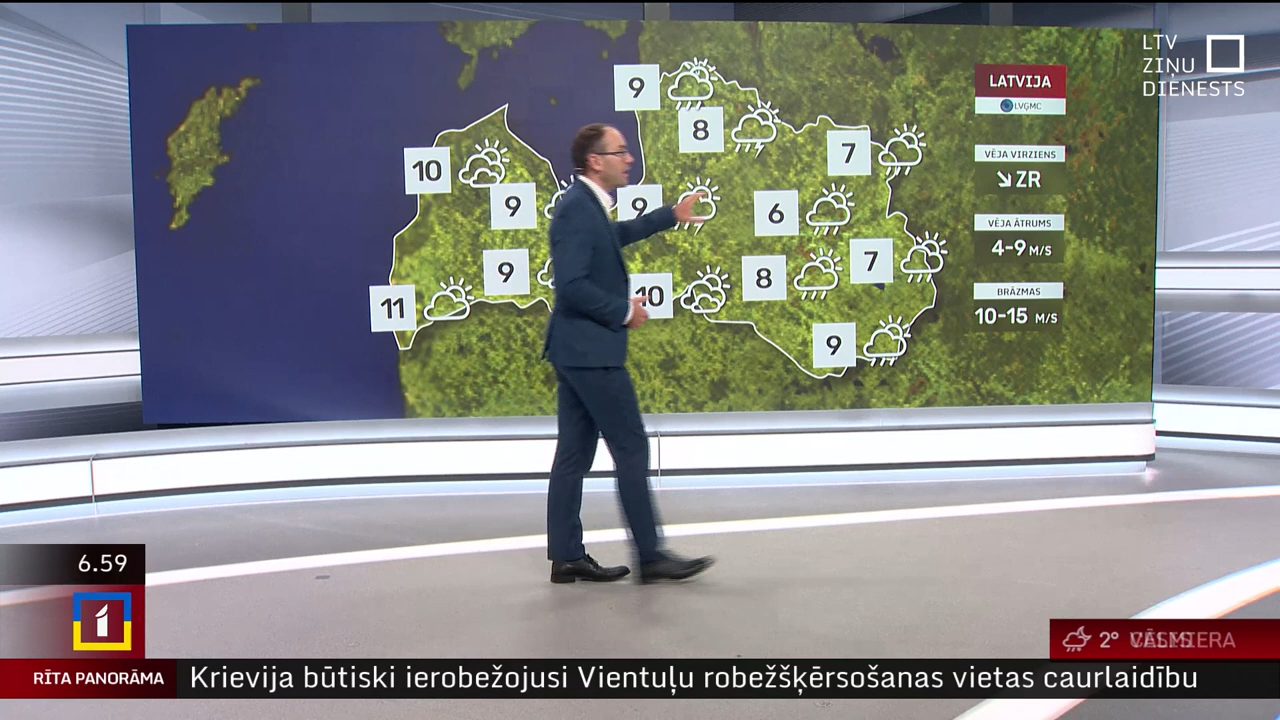 LTV
ZIŅU
DIENESTS
LATVIJA
LVĢMC
VĒJA VIRZIENS
ZR
VĒJA ĀTRUMS
4-9 M/S
BRĀZMAS
10-15 M/S
9
8
7
10
9
9
6
9
7
8
10
11
9
6.59
1
2°
RĪTA PANORĀMA
Krievija būtiski ierobežojusi Vientuļu robežšķērsošanas vietas caurlaidību